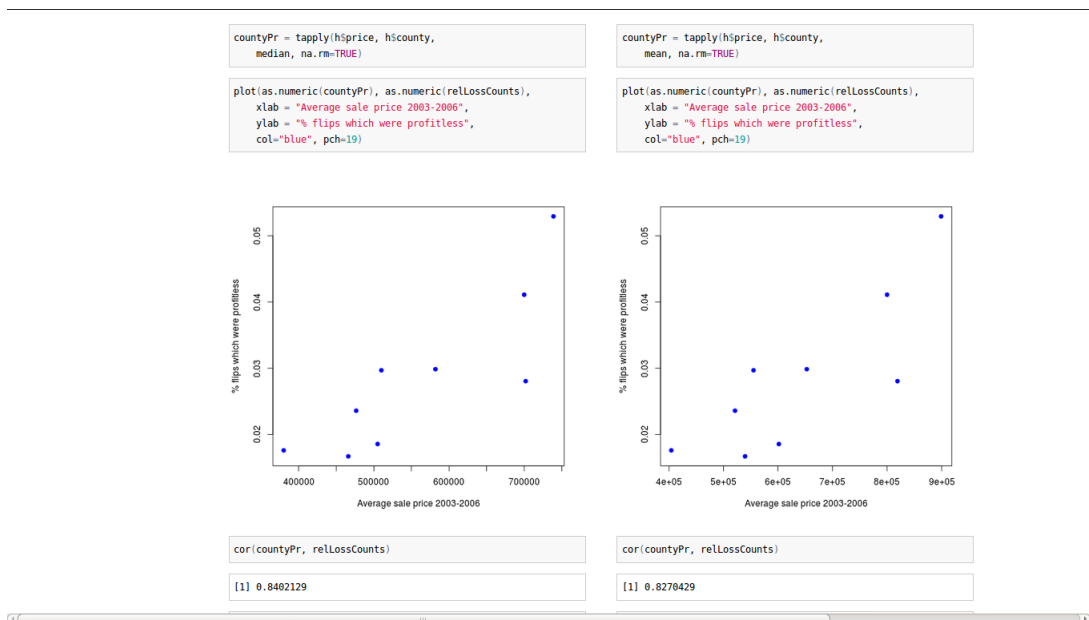 countyPr = tapply(h$price, h$county,
median, na.rm=TRUE)
plot(as.numeric(countyPr), as.numeric(relLossCounts),
xlab = "Average sale price 2003-2006",
ylab = "% flips which were profitless",
col="blue", pch=19)
% flips which were profitless
0.05
0.04
0.03
0.02
400000 500000 600000 700000
Average sale price 2003-2006
cor(countyPr, relLossCounts)
[1] 0.8402129
countyPr = tapply(h$price, h$county,
mean, na.rm=TRUE)
plot(as.numeric(countyPr), as.numeric(relLossCounts),
xlab = "Average sale price 2003-2006",
ylab = "% flips which were profitless",
col="blue", pch=19)
% flips which were profitless
0.05
0.04
0.03
0.02
4e+05 5e+05 6e+05 7e+05 8e+05 9e+05
Average sale price 2003-2006
cor(countyPr, relLossCounts)
[1] 0.8270429